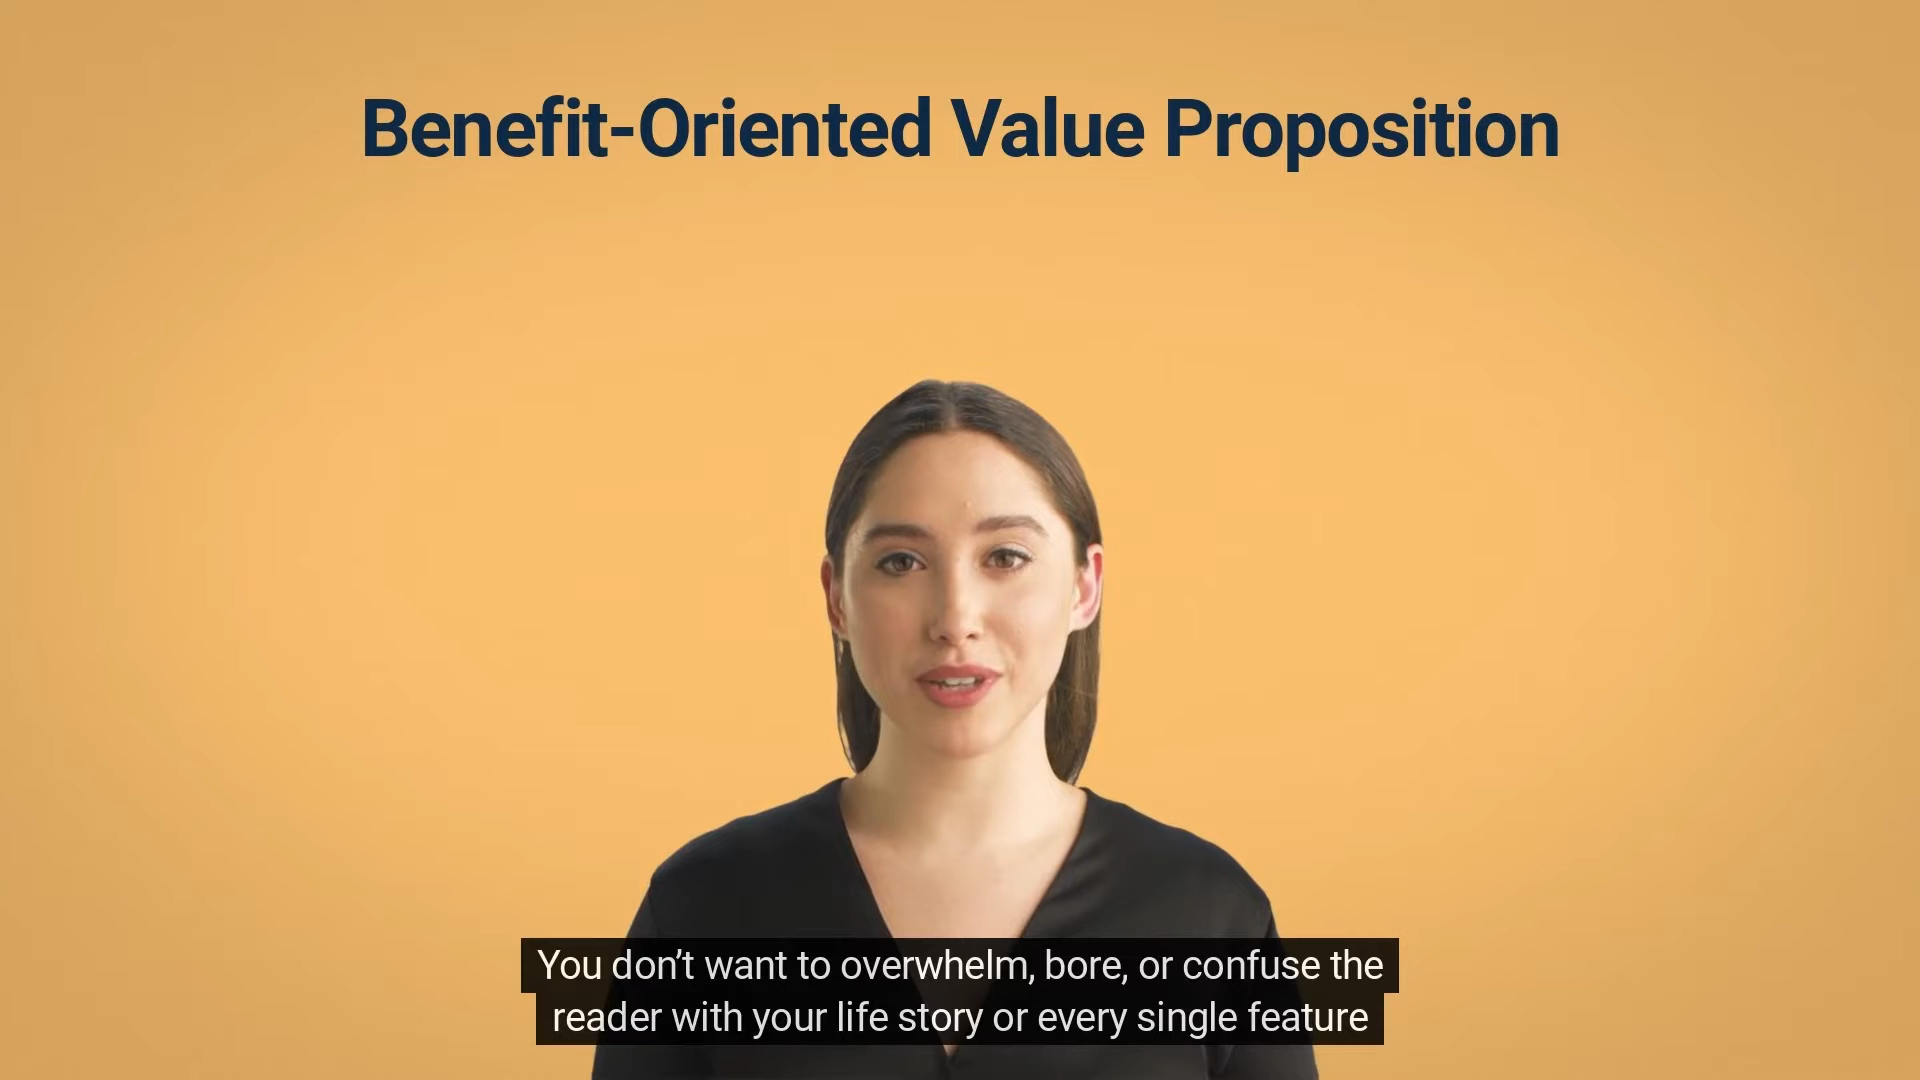 Benefit-Oriented Value Proposition
You don’t want to overwhelm, bore, or confuse the
reader with your life story or every single feature